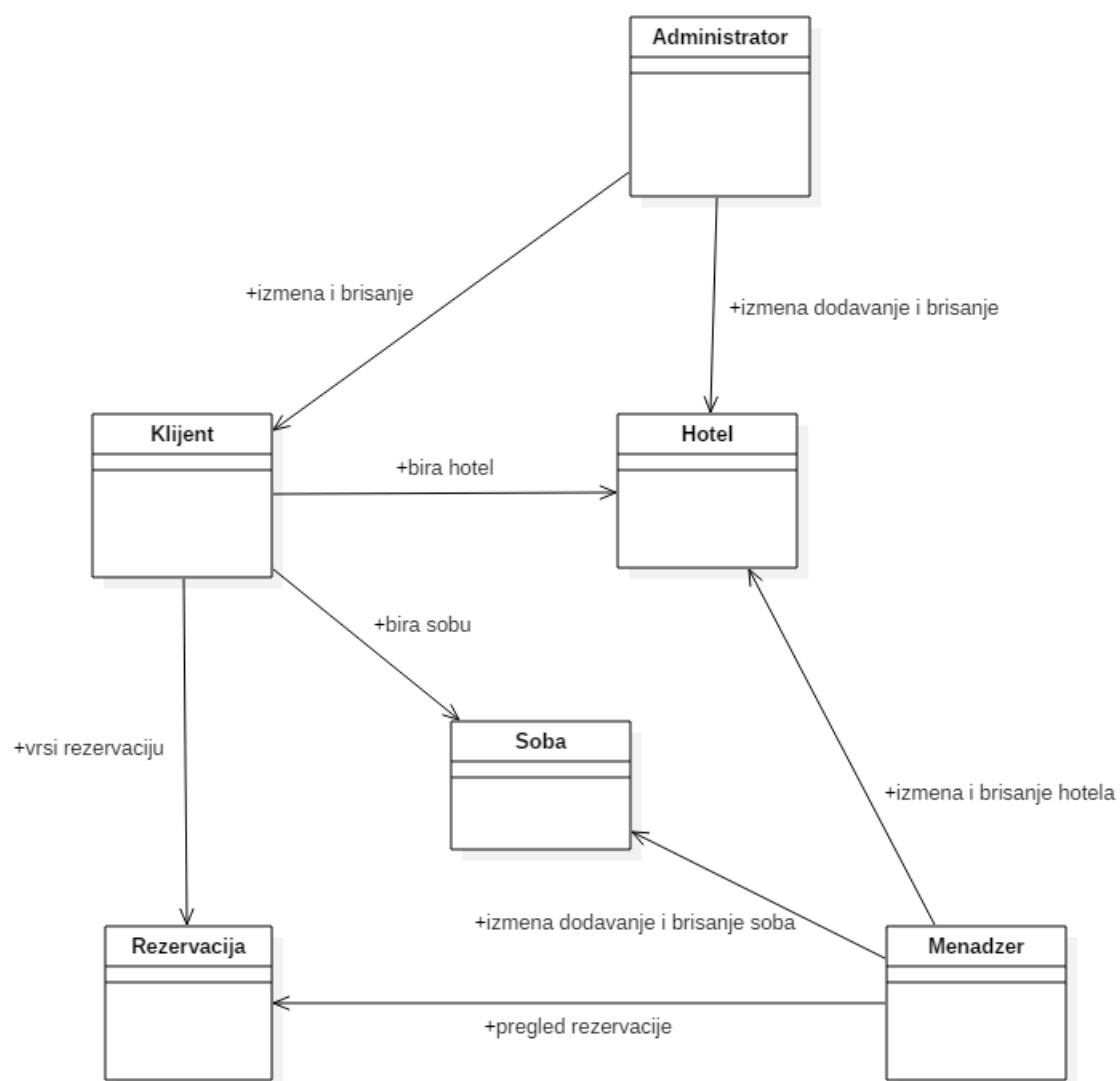 Administrator
+izmena i brisanje
+izmena dodavanje i brisanje
Klijent
Hotel
+bira hotel
+bira sobu
Soba
+vrsi rezervaciju
+izmena i brisanje hotela
+izmena dodavanje i brisanje soba
Rezervacija
Menadzer
+pregled rezervacije